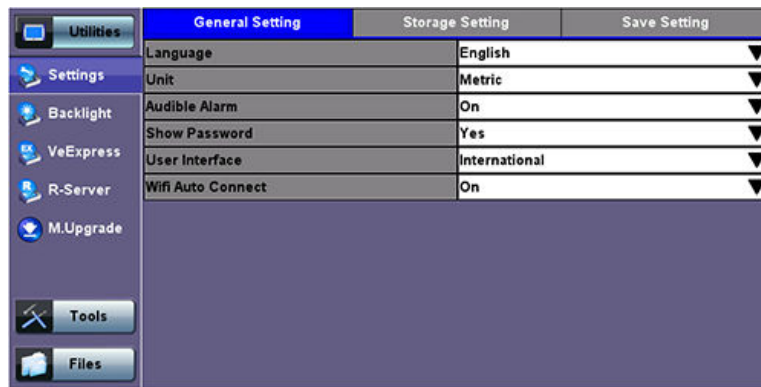 Utilities
Settings
Backlight
VeExpress
R-Server
M.Upgrade
Tools
Files
General Setting Storage Setting Save Setting
Language English
Unit Metric
Audible Alarm On
Show Password Yes
User Interface International
Wifi Auto Connect On